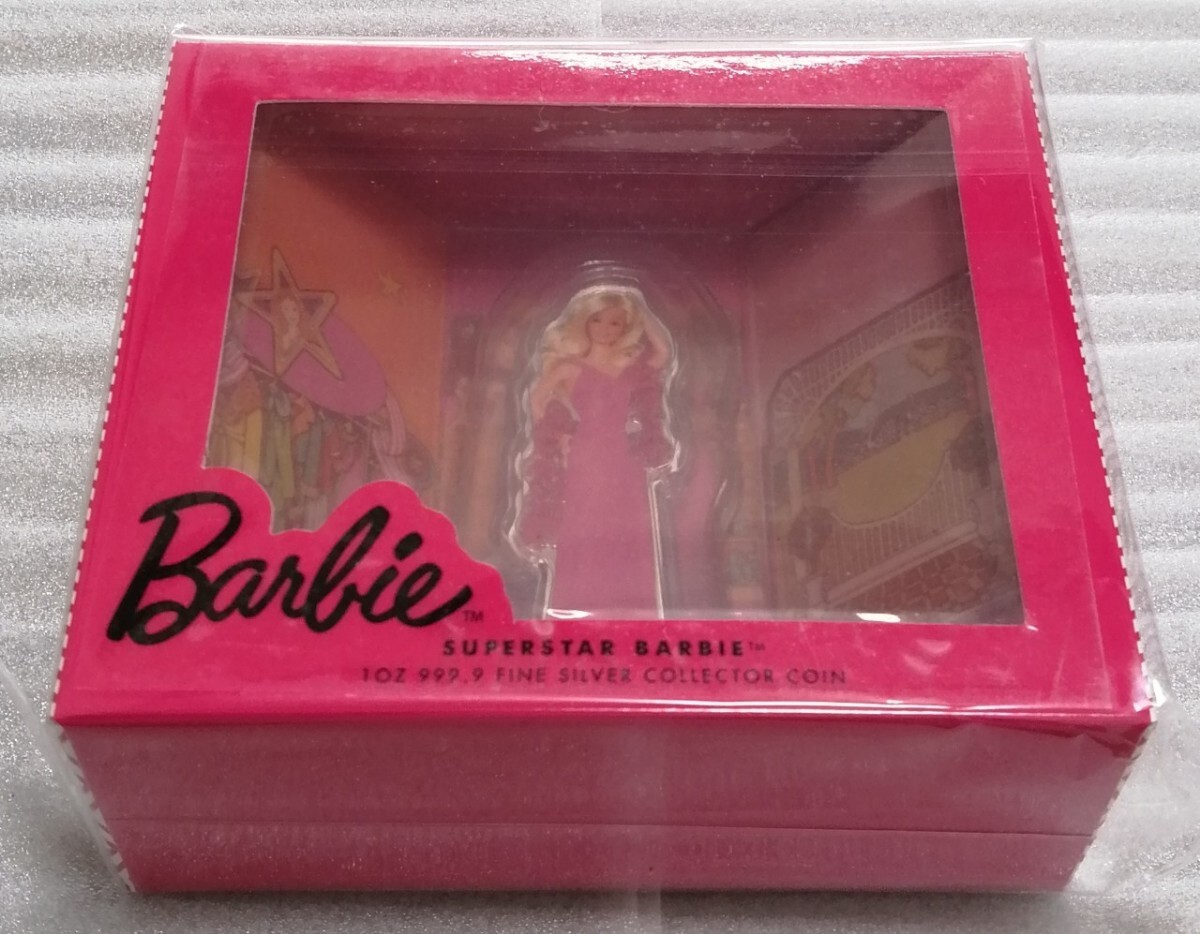 Barbie™
SUPERSTAR BARBIE™
1OZ 999.9 FINE SILVER COLLECTOR COIN